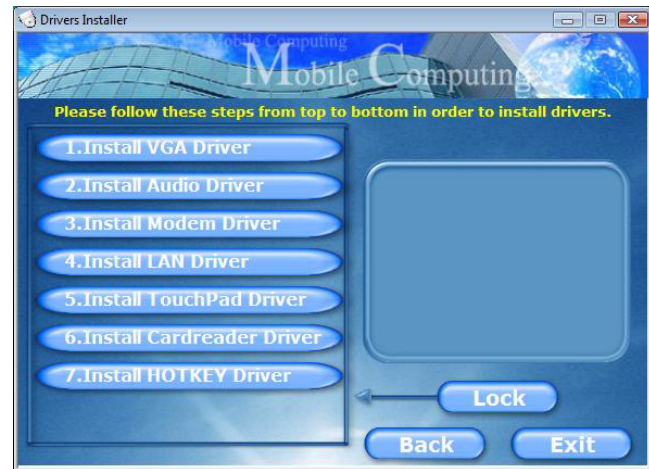 Drivers Installer
Mobile Computing
Mobile Computing
Please follow these steps from top to bottom in order to install drivers.
1.Install VGA Driver
2.Install Audio Driver
3.Install Modem Driver
4.Install LAN Driver
5.Install TouchPad Driver
6.Install Cardreader Driver
7.Install HOTKEY Driver
Lock
Back
Exit